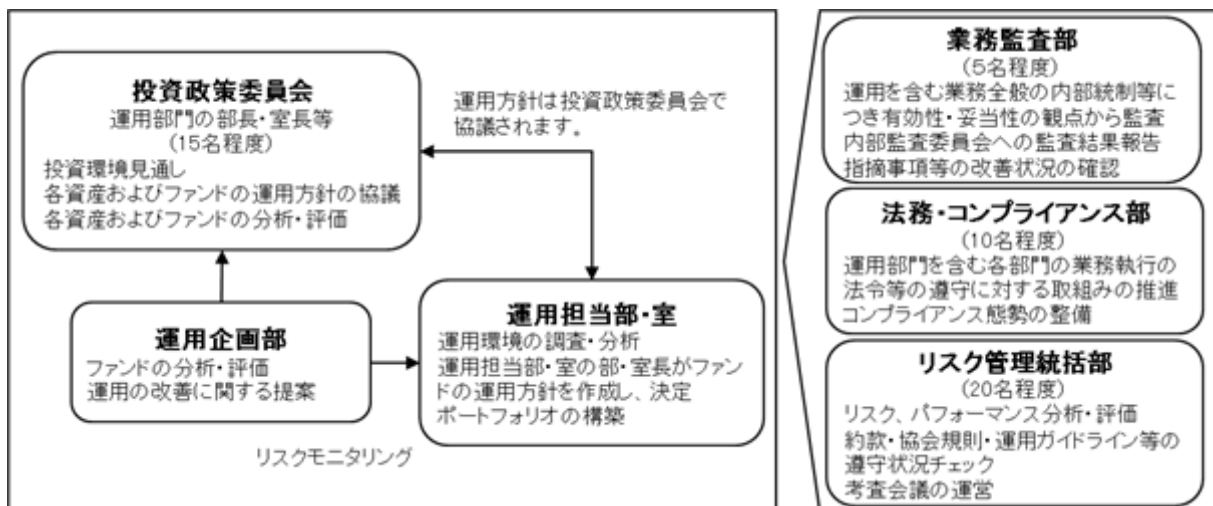 投資政策委員会
運用部門の部長・室長等
(15名程度)
投資環境見通し
各資産およびファンドの運用方針の協議
各資産およびファンドの分析・評価
運用方針は投資政策委員会で
協議されます。
運用企画部
ファンドの分析・評価
運用の改善に関する提案
運用担当部・室
運用環境の調査・分析
運用担当部・室の部・室長がファン
ドの運用方針を作成し、決定
ポートフォリオの構築
リスクモニタリング
業務監査部
(5名程度)
運用を含む業務全般の内部統制等に
つき有効性・妥当性の観点から監査
内部監査委員会への監査結果報告
指摘事項等の改善状況の確認
法務・コンプライアンス部
(10名程度)
運用部門を含む各部門の業務執行の
法令等の遵守に対する取組みの推進
コンプライアンス態勢の整備
リスク管理統括部
(20名程度)
リスク、パフォーマンス分析・評価
約款・協会規則・運用ガイドライン等の
遵守状況チェック
考査会議の運営